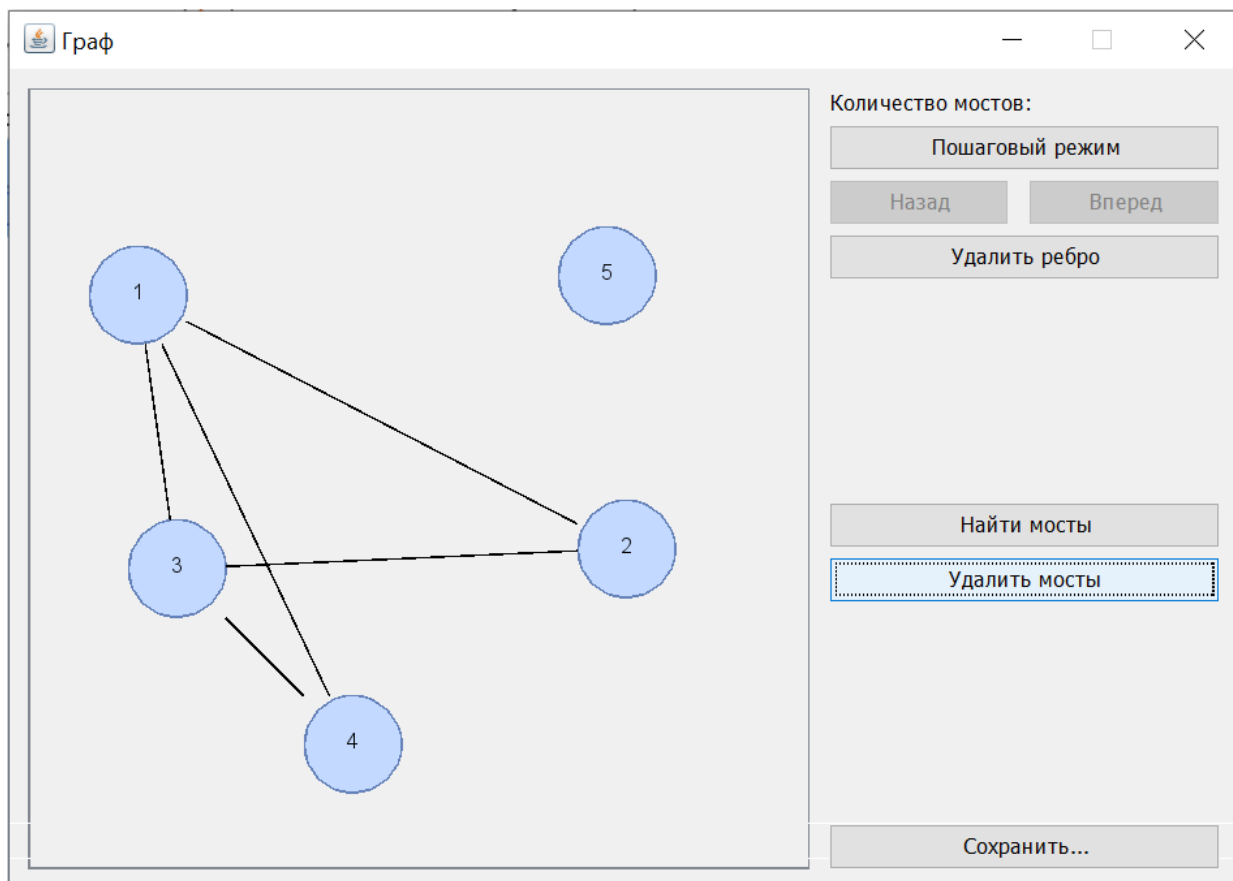 Граф
Количество мостов:
Пошаговый режим
Назад
Вперед
Удалить ребро
1
5
3
2
4
Найти мосты
Удалить мосты
Сохранить...